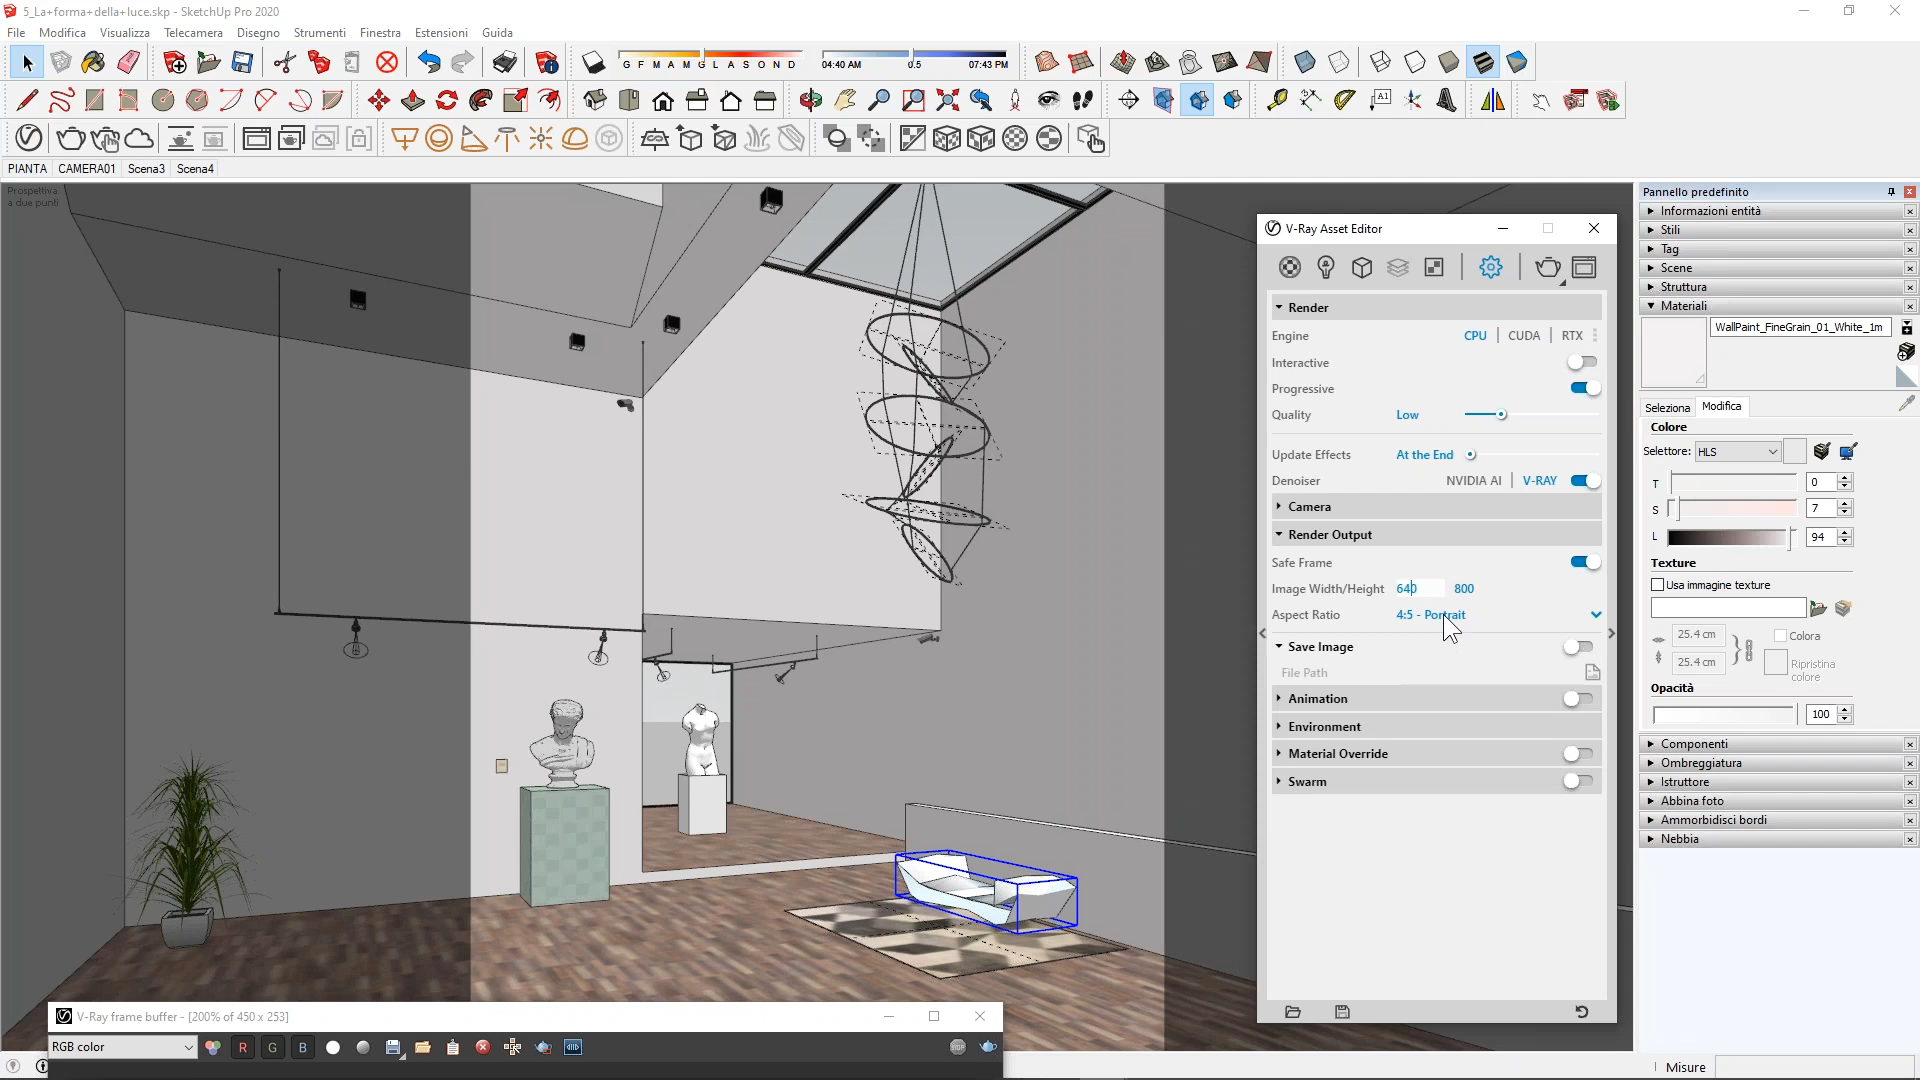 5_La+forma+della+luce.skp - SketchUp Pro 2020
File Modifica Visualizza Telecamera Disegno Strumenti Finestra Estensioni Guida
G F M A M G L A S O N D 04:40 AM 0.5 07:43 PM
PIANTA CAMERA01 Scena3 Scena4
Prospettiva
a due punti
V-Ray Asset Editor
Render
Engine CPU CUDA RTX
Interactive
Progressive
Quality Low
Update Effects At the End
Denoiser NVIDIA AI V-RAY
Camera
Render Output
Safe Frame
Image Width/Height 640 800
Aspect Ratio 4:5 - Portrait
Save Image
File Path
Animation
Environment
Material Override
Swarm
Pannello predefinito
Informazioni entità
Stili
Tag
Scene
Struttura
Materiali
WallPaint_FineGrain_01_White_1m
Seleziona Modifica
Colore
Selettore: HLS
T 0
S 7
L 94
Texture
Usa immagine texture
25.4 cm Colora
25.4 cm Ripristina
colore
Opacità
100
Componenti
Ombreggiatura
Istruttore
Abbina foto
Ammorbidisci bordi
Nebbia
V-Ray frame buffer - [200% of 450 x 253]
RGB color R G B STOP
Misure